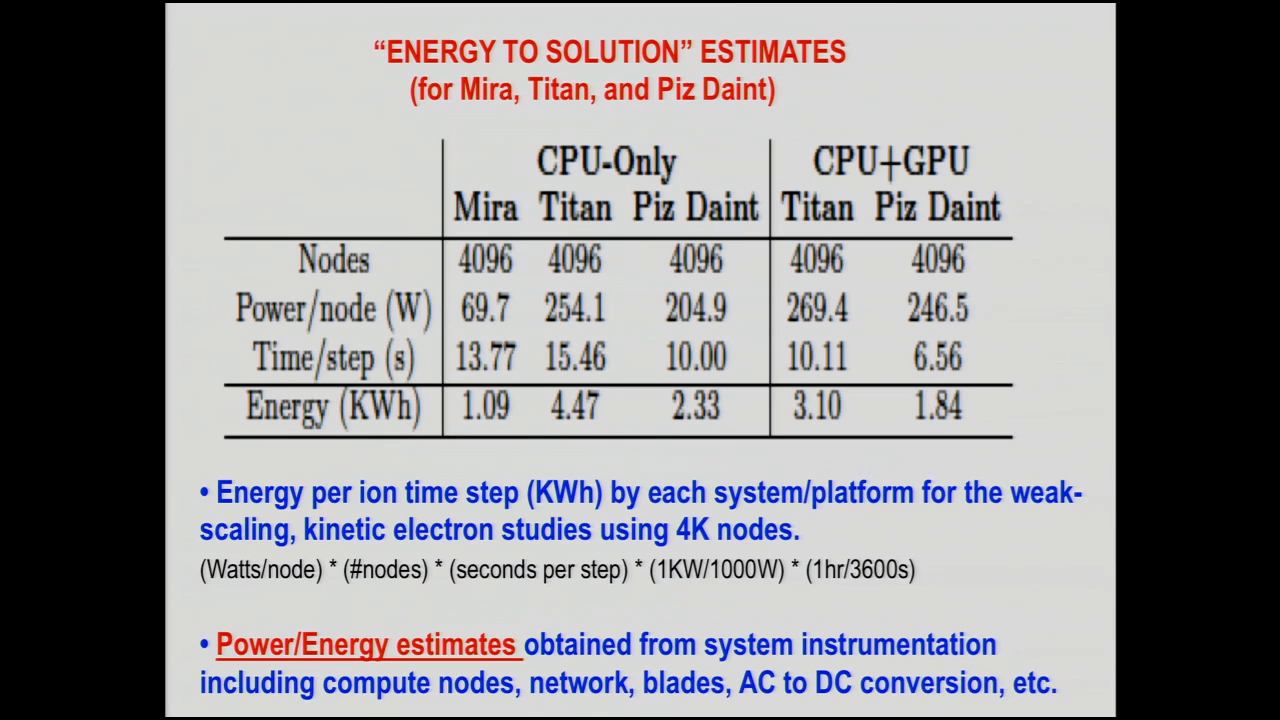 “ENERGY TO SOLUTION” ESTIMATES
(for Mira, Titan, and Piz Daint)
CPU-Only CPU+GPU
Mira Titan Piz Daint Titan Piz Daint
Nodes 4096 4096 4096 4096 4096
Power/node (W) 69.7 254.1 204.9 269.4 246.5
Time/step (s) 13.77 15.46 10.00 10.11 6.56
Energy (KWh) 1.09 4.47 2.33 3.10 1.84
• Energy per ion time step (KWh) by each system/platform for the weak-
scaling, kinetic electron studies using 4K nodes.
(Watts/node) * (#nodes) * (seconds per step) * (1KW/1000W) * (1hr/3600s)
• Power/Energy estimates obtained from system instrumentation
including compute nodes, network, blades, AC to DC conversion, etc.